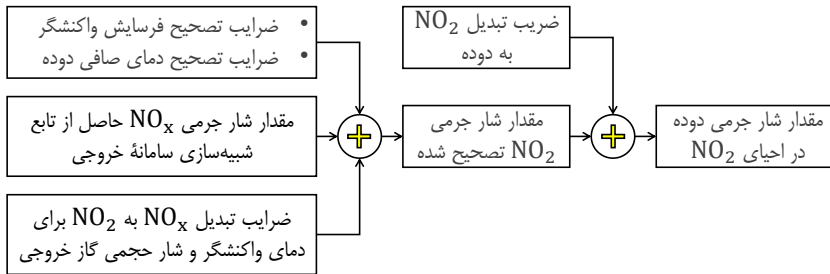 • ضرایب تصحیح فرسایش واکنشگر
• ضرایب تصحیح دمای صافی دوده
ضریب تبدیل NO₂
به دوده
مقدار شار جرمی NOₓ حاصل از تابع
شبیه‌سازی سامانۀ خروجی
مقدار شار جرمی
NO₂ تصحیح شده
مقدار شار جرمی دوده
در احیای NO₂
ضرایب تبدیل NOₓ به NO₂ برای
دمای واکنشگر و شار حجمی گاز خروجی